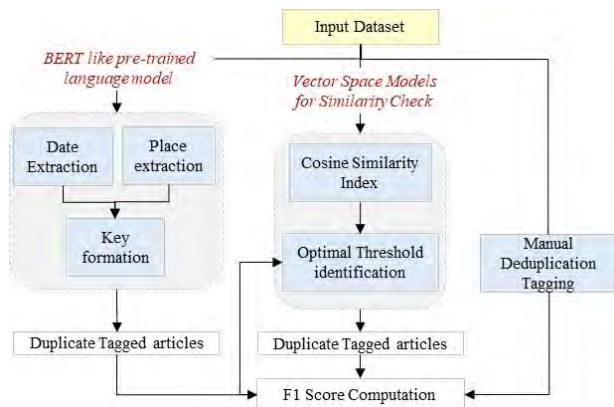 Input Dataset
BERT like pre-trained
language model
Vector Space Models
for Similarity Check
Date
Extraction
Place
extraction
Key
formation
Cosine Similarity
Index
Optimal Threshold
identification
Manual
Deduplication
Tagging
Duplicate Tagged articles
Duplicate Tagged articles
F1 Score Computation